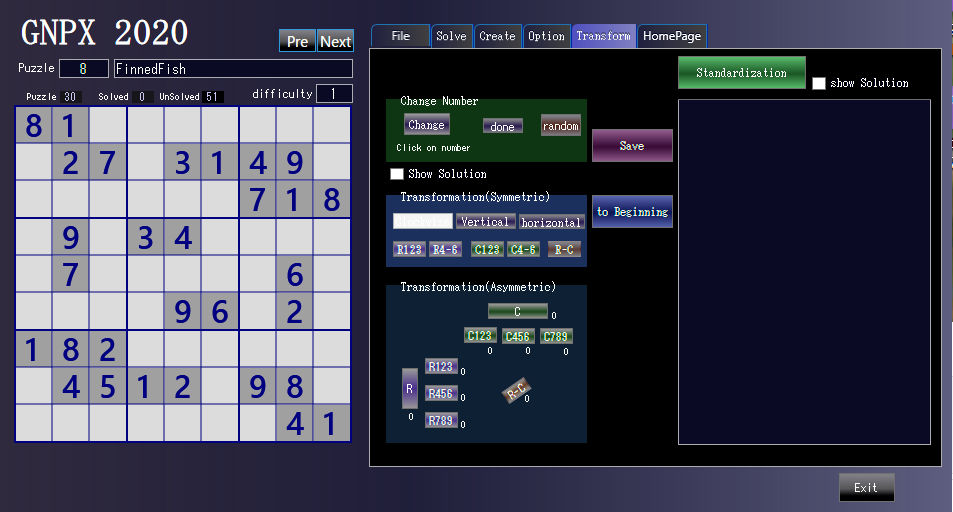 GNPX 2020
Pre Next
File Solve Create Option Transform HomePage
Puzzle 8 FinnedFish
Puzzle 30 Solved 0 UnSolved 51 difficulty 1
8 1
2 7 3 1 4 9
7 1 8
9 3 4
7 6
9 6 2
1 8 2
4 5 1 2 9 8
4 1
Standardization
show Solution
Change Number
Change done random
Click on number
Save
Show Solution
Transformation(Symmetric)
Vertical horizontal
R123 R4-6 C123 C4-6 R-C
to Beginning
Transformation(Asymmetric)
C 0
C123 C456 C789
0 0 0
R123 0
R
R456 0
R-C 0
0
R789 0
Exit